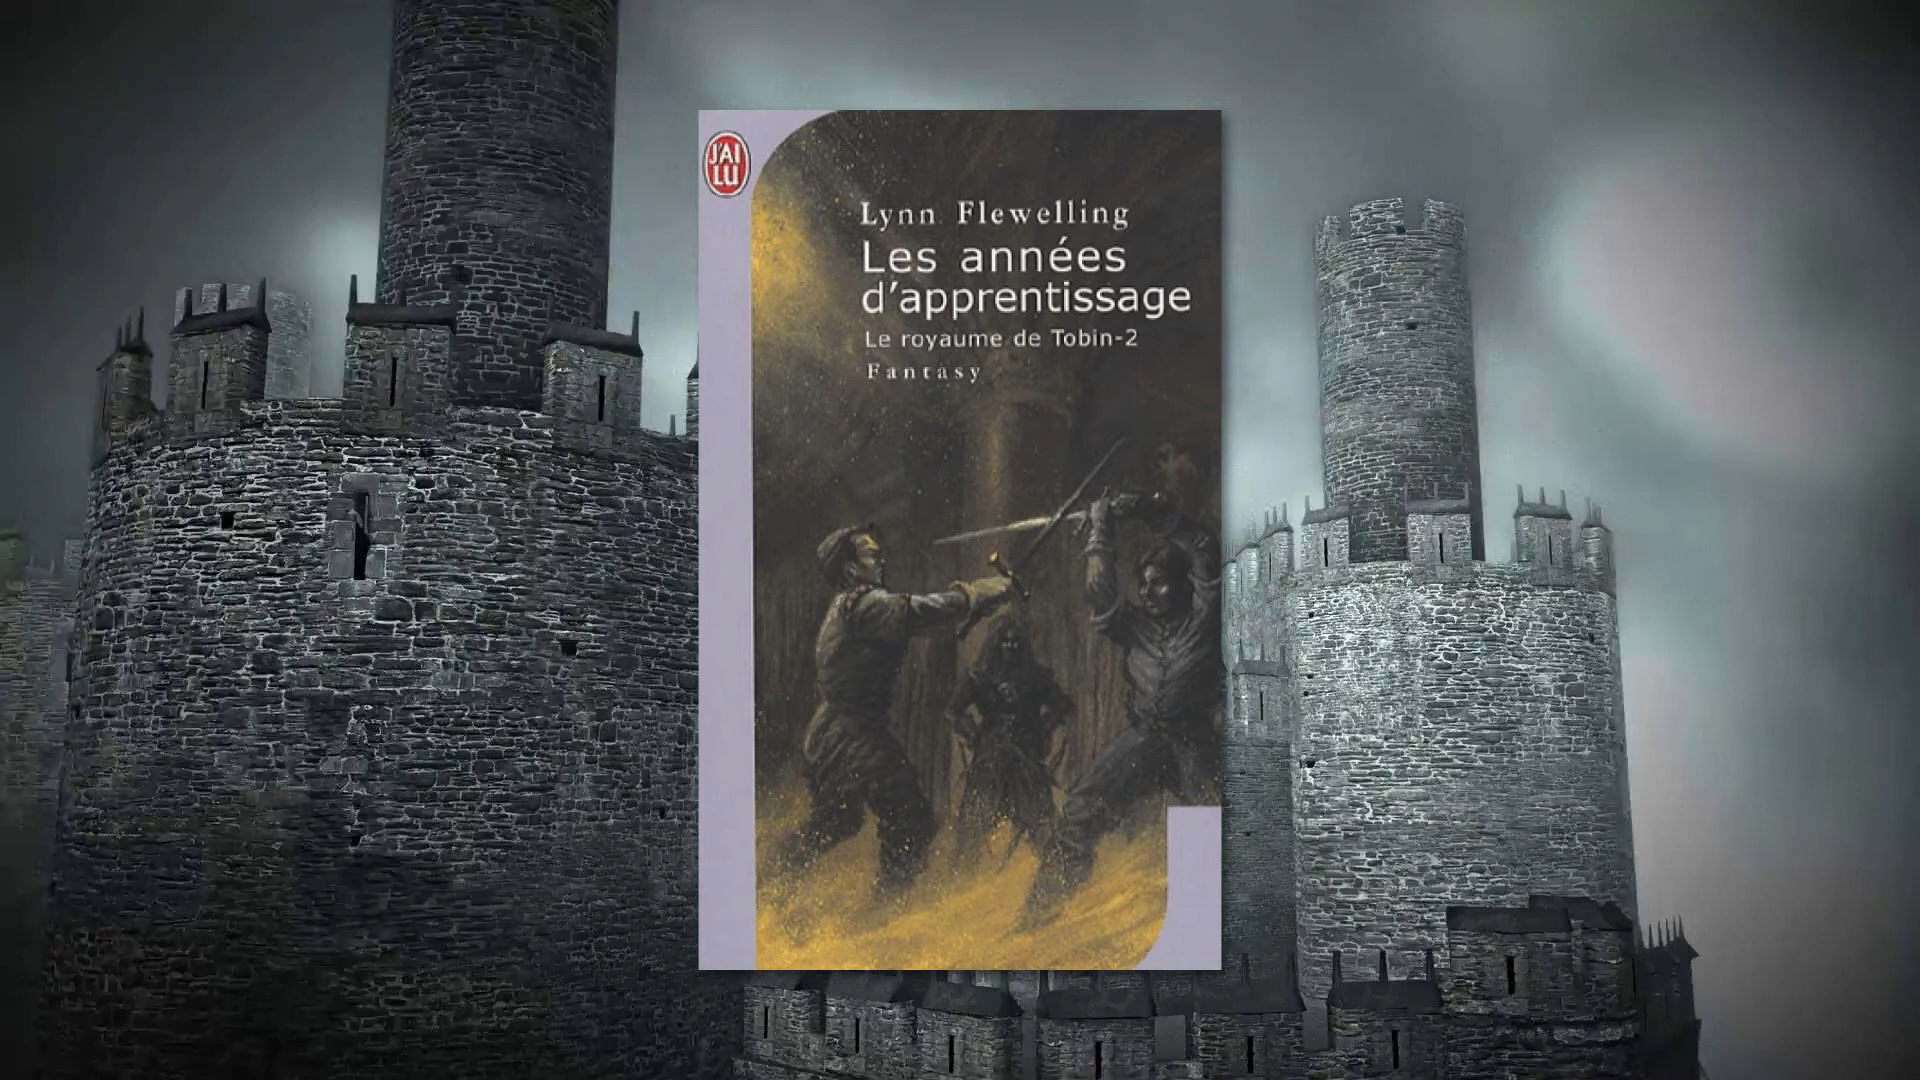 J'AI
LU
Lynn Flewelling
Les années
d'apprentissage
Le royaume de Tobin-2
Fantasy